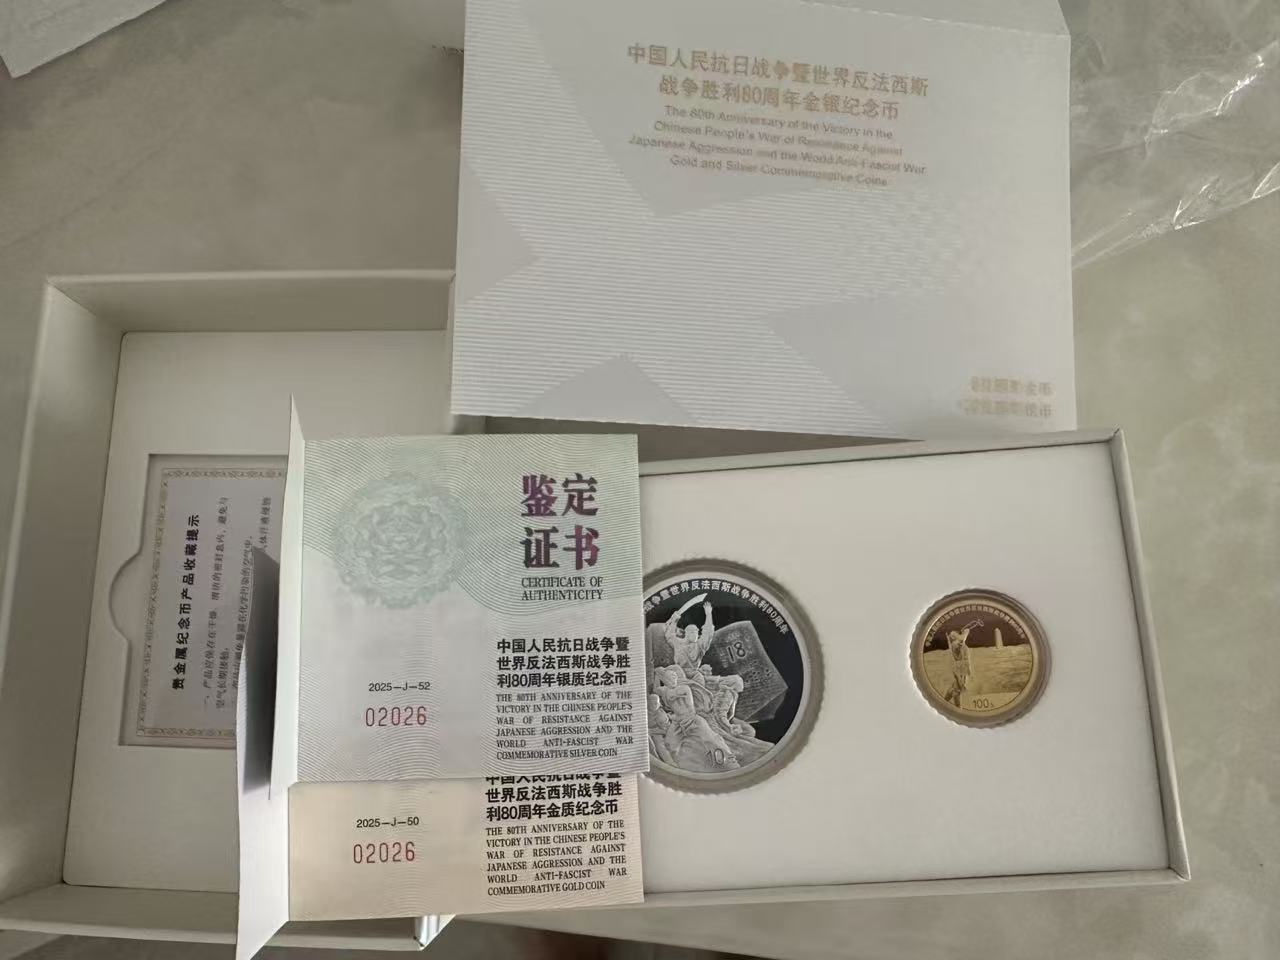 中国人民抗日战争暨世界反法西斯
战争胜利80周年金银纪念币
The 80th Anniversary of the Victory in the
Chinese People's War of Resistance Against
Japanese Aggression and the World Anti-Fascist War
Gold and Silver Commemorative Coins
鉴定
证书
CERTIFICATE OF
AUTHENTICITY
中国人民抗日战争暨
世界反法西斯战争胜
利80周年银质纪念币
THE 80TH ANNIVERSARY OF THE
VICTORY IN THE CHINESE PEOPLE'S
WAR OF RESISTANCE AGAINST
JAPANESE AGGRESSION AND THE
WORLD ANTI-FASCIST WAR
COMMEMORATIVE SILVER COIN
2025-J-52
02026
中国人民抗日战争暨
世界反法西斯战争胜
利80周年金质纪念币
THE 80TH ANNIVERSARY OF THE
VICTORY IN THE CHINESE PEOPLE'S
WAR OF RESISTANCE AGAINST
JAPANESE AGGRESSION AND THE
WORLD ANTI-FASCIST WAR
COMMEMORATIVE GOLD COIN
2025-J-50
02026
贵金属纪念币产品收藏提示
战争暨世界反法西斯战争胜利80周年
18
10元
100元